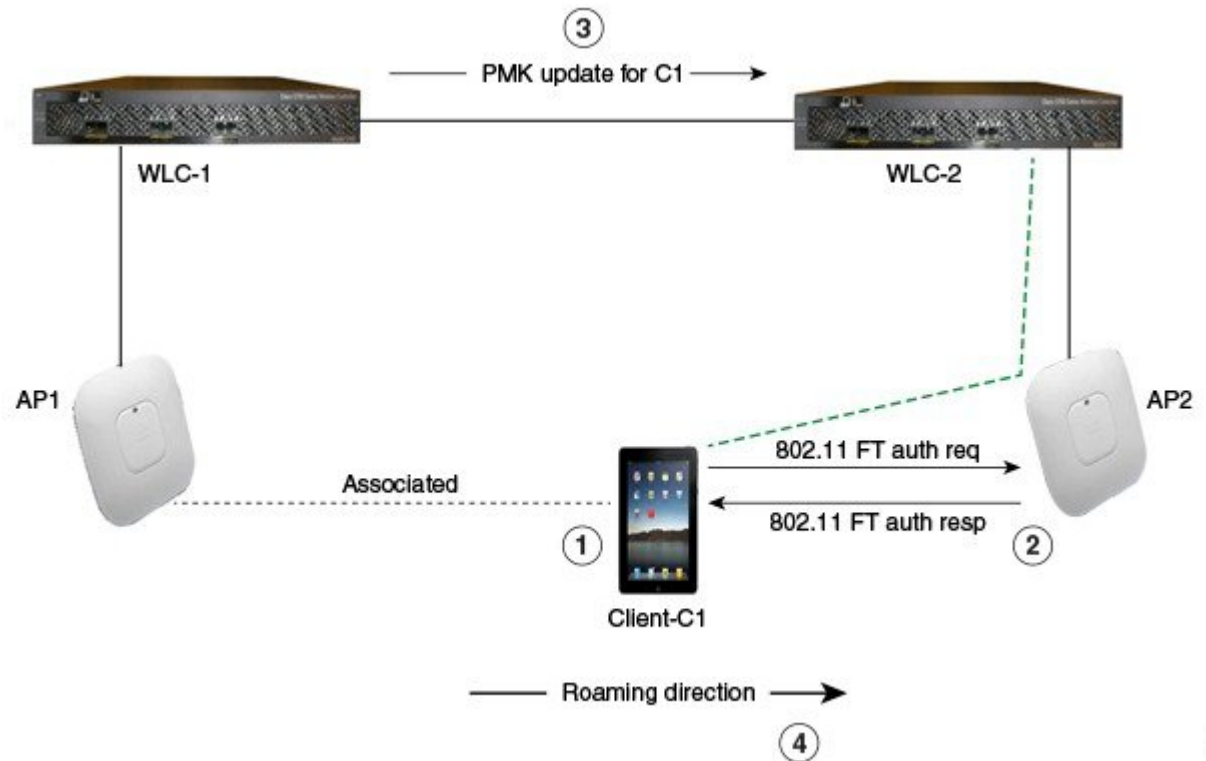 3
PMK update for C1
WLC-1
WLC-2
AP1
AP2
802.11 FT auth req
Associated
802.11 FT auth resp
1
2
Client-C1
Roaming direction
4